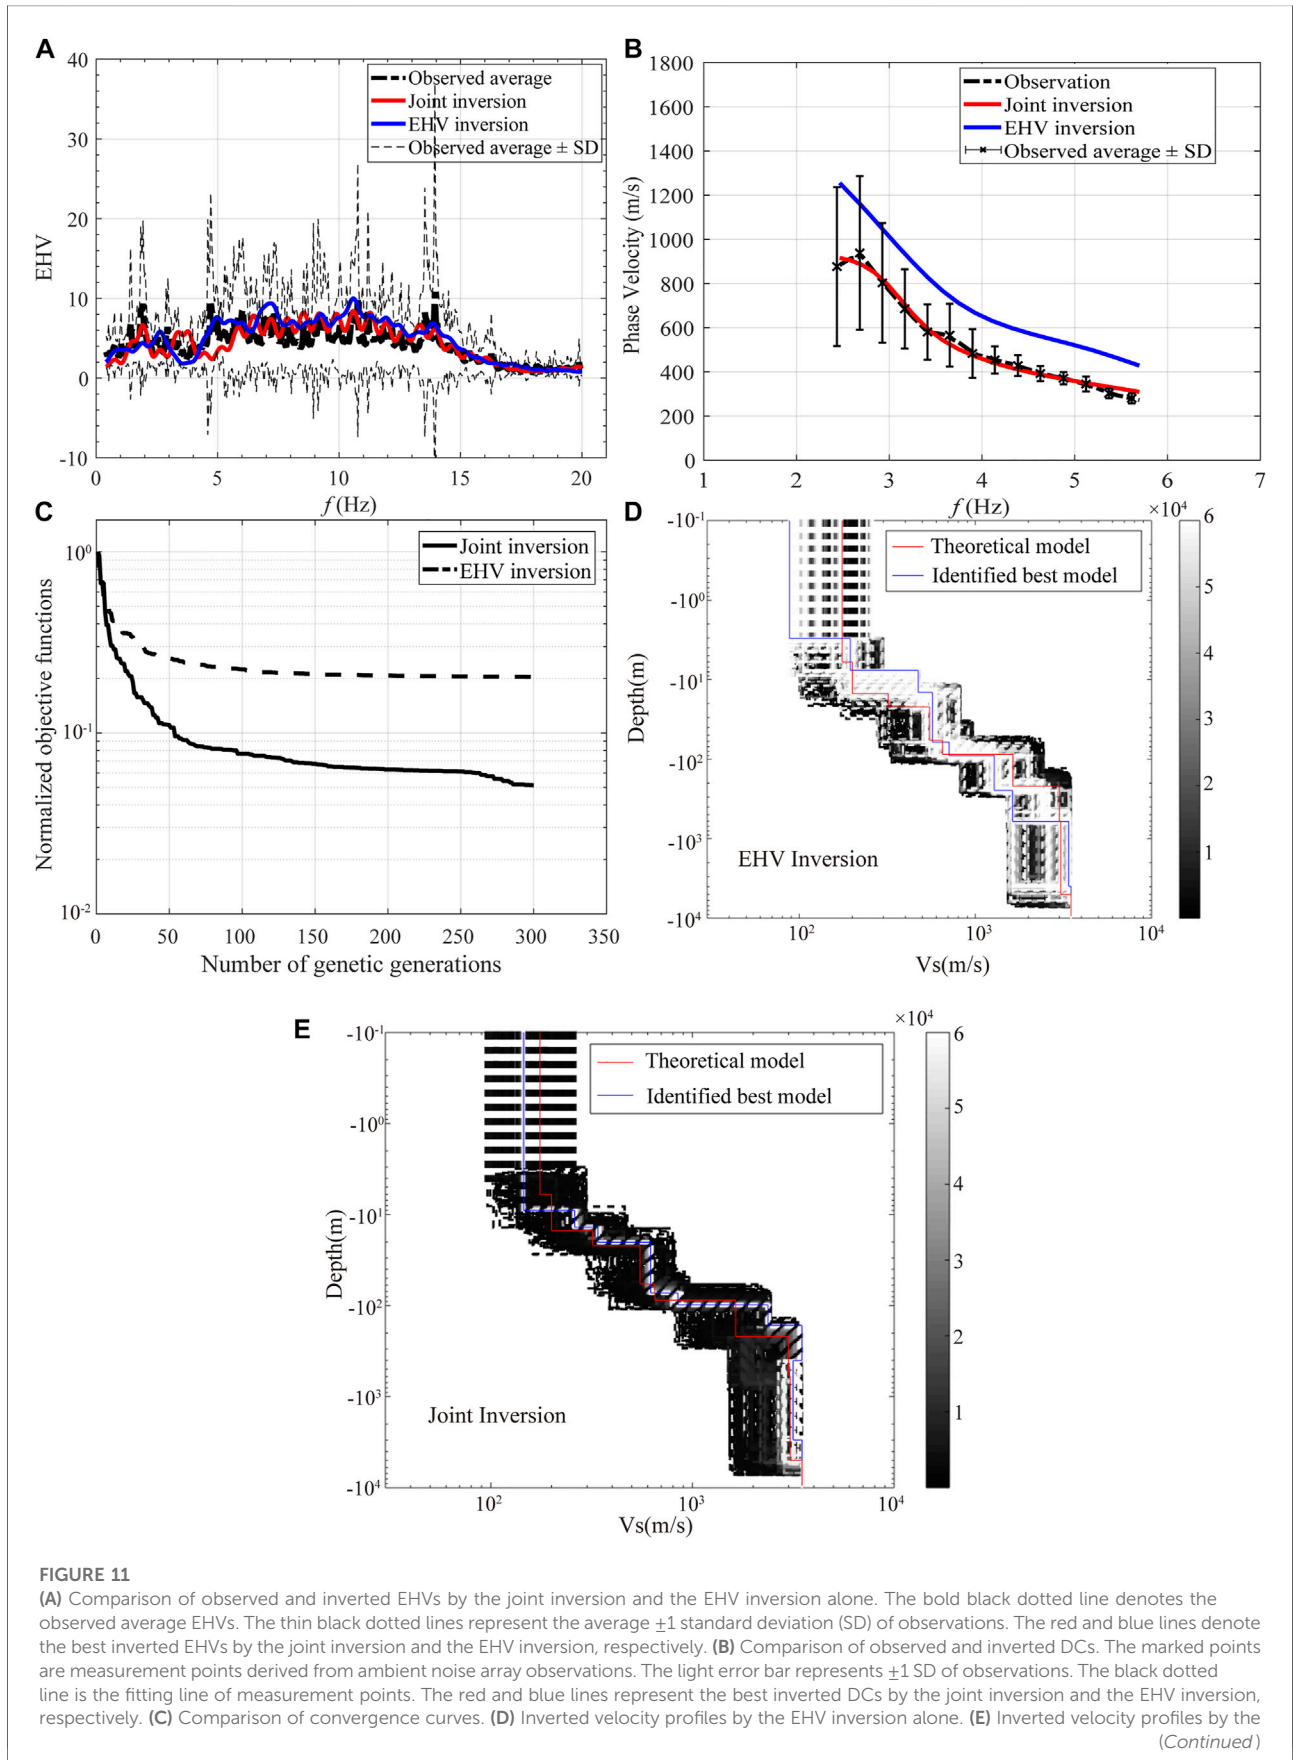 A
40
30
20
10
0
-10
EHV
0 5 10 15 20
f (Hz)
Observed average
Joint inversion
EHV inversion
Observed average ± SD
B
1800
1600
1400
1200
1000
800
600
400
200
0
Phase Velocity (m/s)
1 2 3 4 5 6 7
f (Hz)
Observation
Joint inversion
EHV inversion
Observed average ± SD
C
10⁰
10⁻¹
10⁻²
Normalized objective functions
0 50 100 150 200 250 300 350
Number of genetic generations
Joint inversion
EHV inversion
D
-10⁻¹
-10⁰
-10¹
-10²
-10³
-10⁴
Depth(m)
10² 10³ 10⁴
Vs(m/s)
Theoretical model
Identified best model
EHV Inversion
×10⁴
6
5
4
3
2
1
E
-10⁻¹
-10⁰
-10¹
-10²
-10³
-10⁴
Depth(m)
10² 10³ 10⁴
Vs(m/s)
Theoretical model
Identified best model
Joint Inversion
×10⁴
6
5
4
3
2
1
FIGURE 11
(A) Comparison of observed and inverted EHVs by the joint inversion and the EHV inversion alone. The bold black dotted line denotes the
observed average EHVs. The thin black dotted lines represent the average ±1 standard deviation (SD) of observations. The red and blue lines denote
the best inverted EHVs by the joint inversion and the EHV inversion, respectively. (B) Comparison of observed and inverted DCs. The marked points
are measurement points derived from ambient noise array observations. The light error bar represents ±1 SD of observations. The black dotted
line is the fitting line of measurement points. The red and blue lines represent the best inverted DCs by the joint inversion and the EHV inversion,
respectively. (C) Comparison of convergence curves. (D) Inverted velocity profiles by the EHV inversion alone. (E) Inverted velocity profiles by the
(Continued)